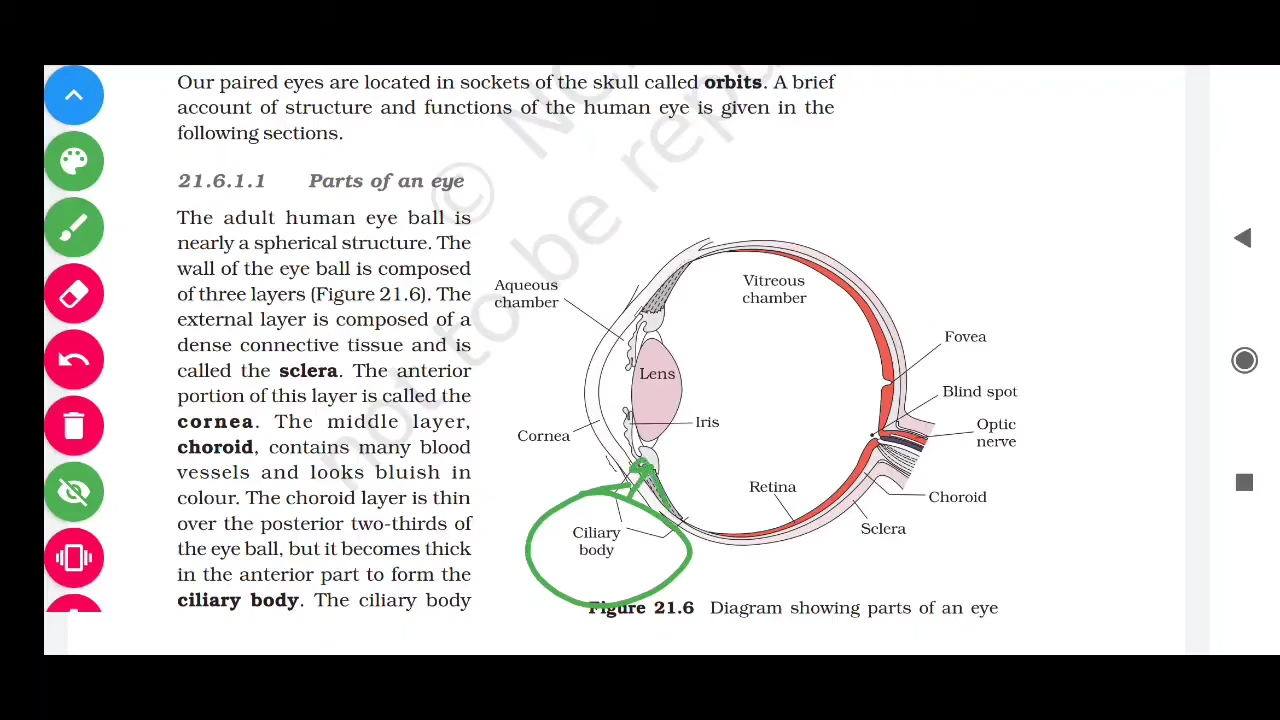 Our paired eyes are located in sockets of the skull called orbits. A brief
account of structure and functions of the human eye is given in the
following sections.
21.6.1.1 Parts of an eye
The adult human eye ball is
nearly a spherical structure. The
wall of the eye ball is composed
of three layers (Figure 21.6). The
external layer is composed of a
dense connective tissue and is
called the sclera. The anterior
portion of this layer is called the
cornea. The middle layer,
choroid, contains many blood
vessels and looks bluish in
colour. The choroid layer is thin
over the posterior two-thirds of
the eye ball, but it becomes thick
in the anterior part to form the
ciliary body. The ciliary body
Aqueous
chamber
Vitreous
chamber
Fovea
Lens
Blind spot
Iris
Optic
nerve
Cornea
Retina
Choroid
Sclera
Ciliary
body
Figure 21.6 Diagram showing parts of an eye
not to be